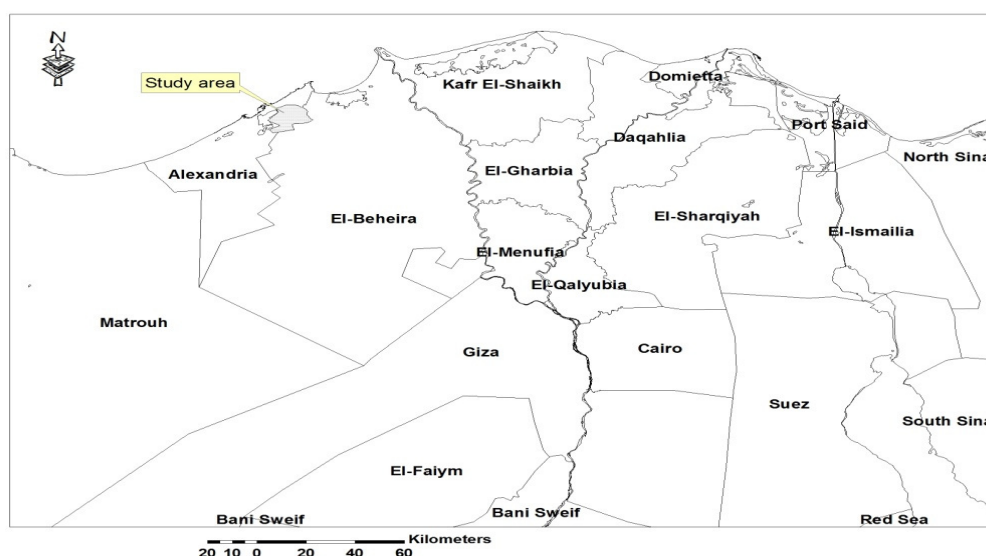 N
Study area
Kafr El-Shaikh
Domietta
Port Said
Daqahlia
North Sina
Alexandria
El-Gharbia
El-Beheira
El-Sharqiyah
El-Ismailia
El-Menufia
El-Qalyubia
Matrouh
Giza
Cairo
Suez
South Sina
El-Faiym
Bani Sweif
Bani Sweif
Red Sea
Kilometers
20 10 0 20 40 60